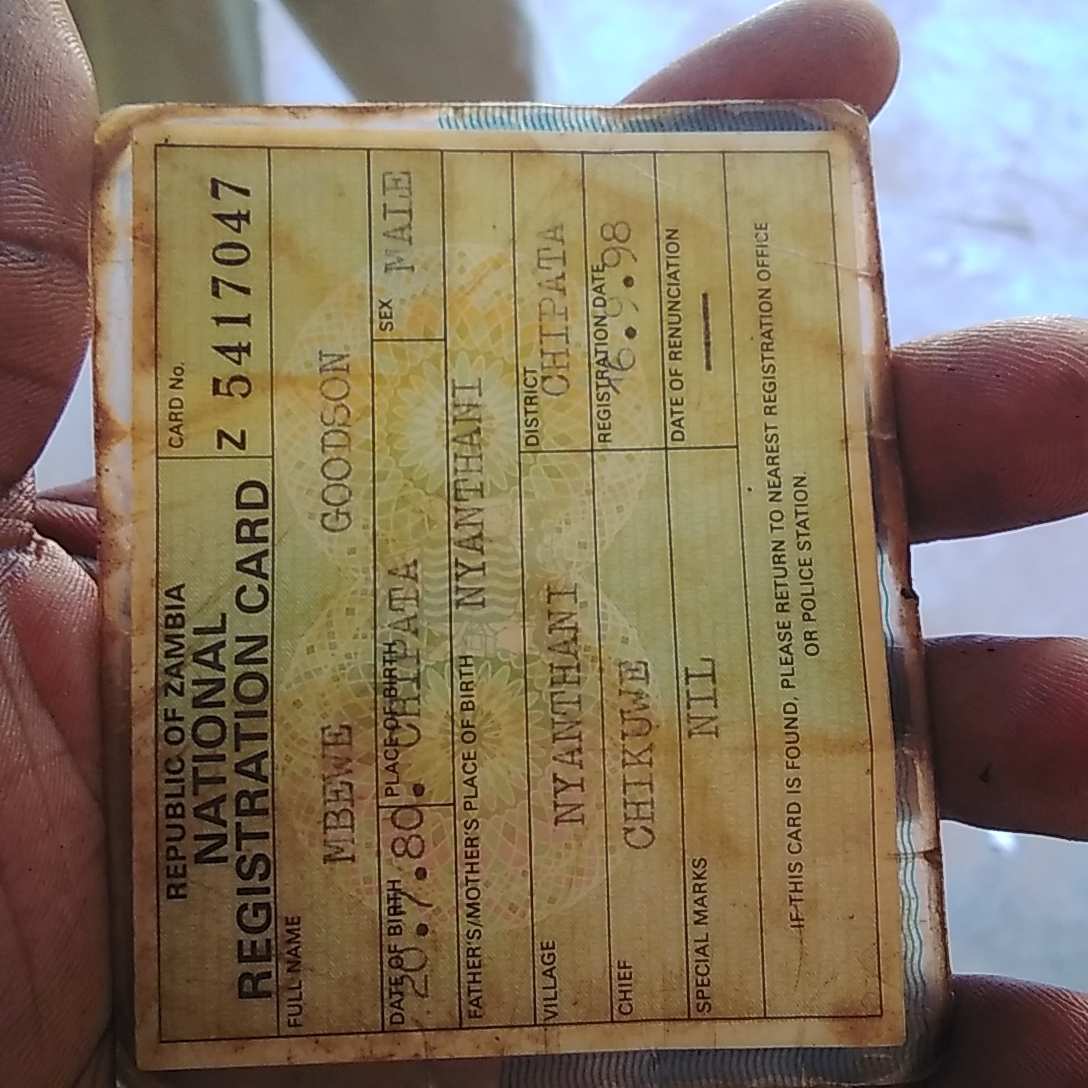 REPUBLIC OF ZAMBIA
NATIONAL
REGISTRATION CARD
CARD No.
Z 5417047
FULL NAME
MBEWE GOODSON
DATE OF BIRTH
20.7.80.
PLACE OF BIRTH
CHIPATA
SEX
MALE
FATHER'S/MOTHER'S PLACE OF BIRTH
NYANTHANI
VILLAGE
NYANTHANI
DISTRICT
CHIPATA
CHIEF
CHIKUWE
REGISTRATION DATE
16.9.98
SPECIAL MARKS
NIL
DATE OF RENUNCIATION
—
IF THIS CARD IS FOUND, PLEASE RETURN TO NEAREST REGISTRATION OFFICE
OR POLICE STATION.